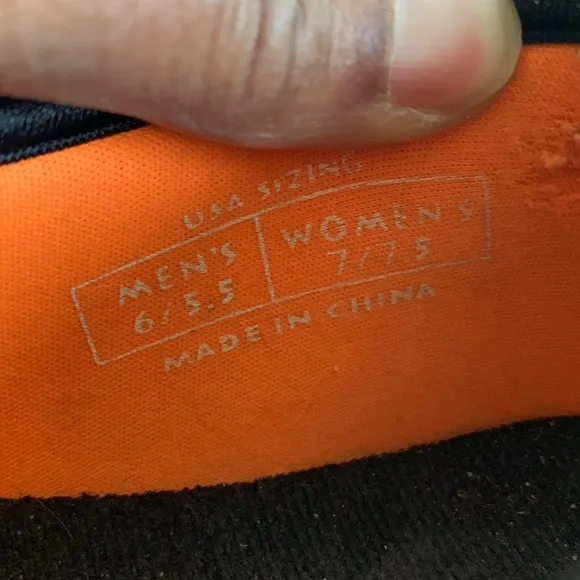 USA SIZING
MEN'S WOMEN'S
6/5.5 7/7.5
MADE IN CHINA